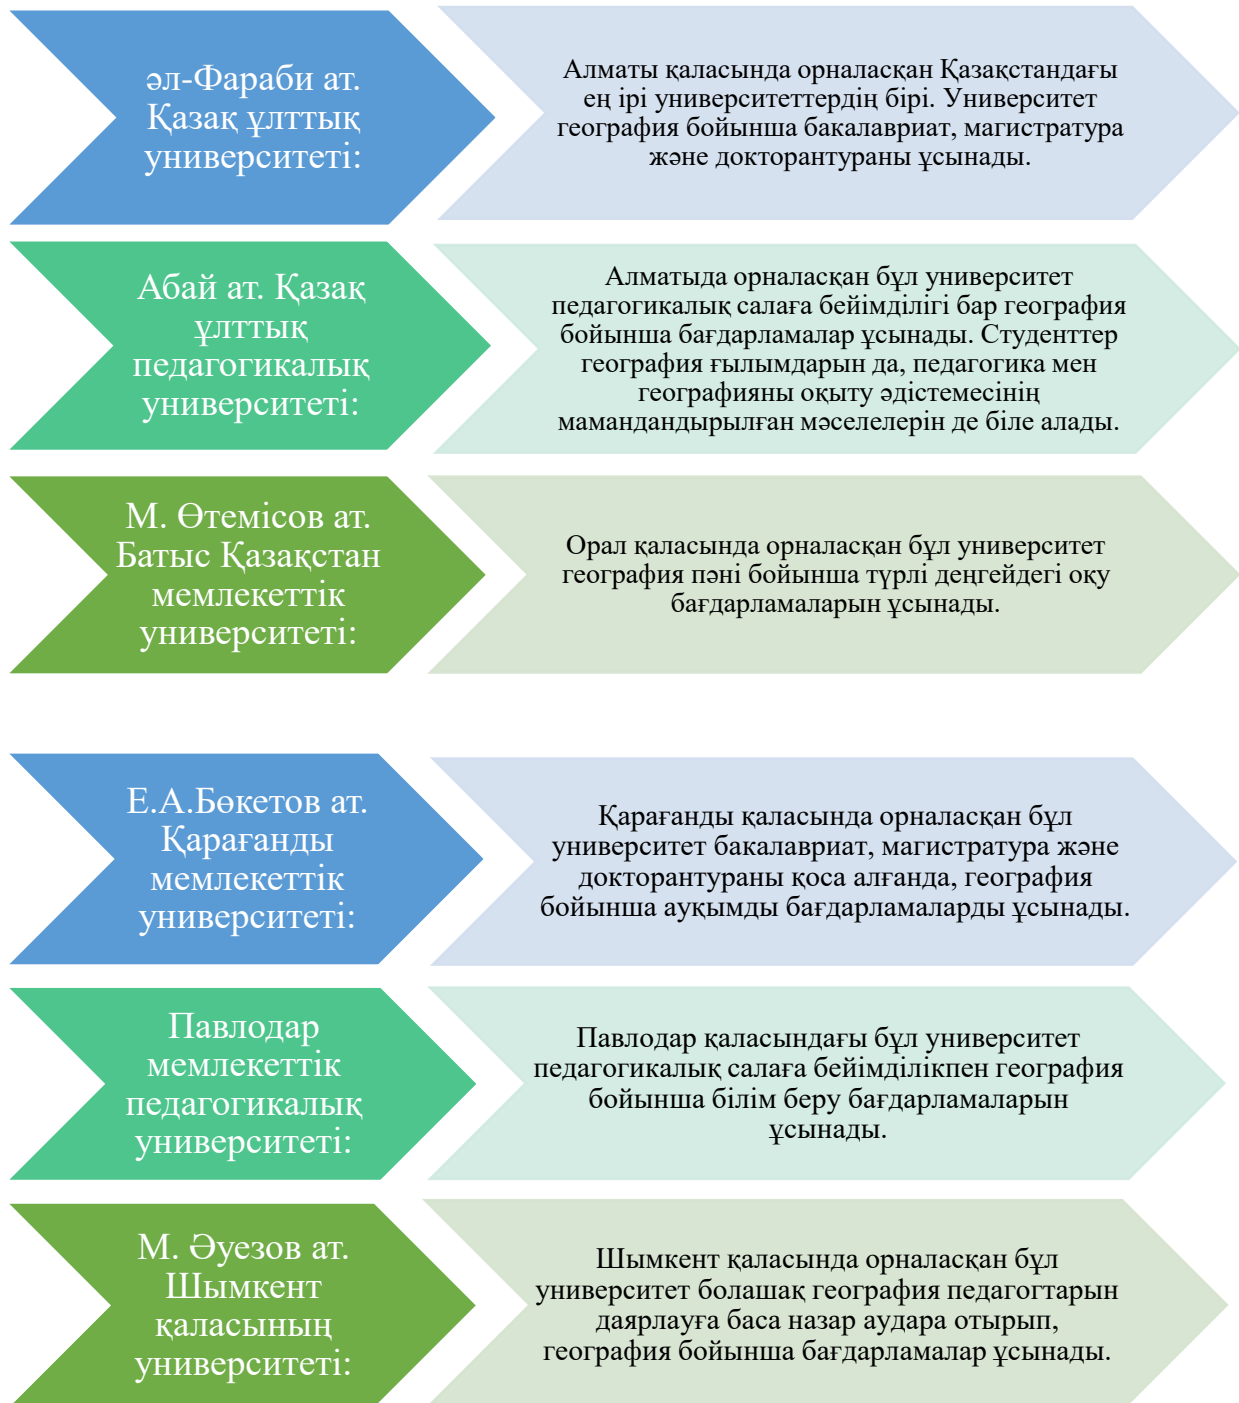 әл-Фараби ат.
Қазақ ұлттық
университеті:
Алматы қаласында орналасқан Қазақстандағы
ең ірі университеттердің бірі. Университет
география бойынша бакалавриат, магистратура
және докторантураны ұсынады.
Абай ат. Қазақ
ұлттық
педагогикалық
университеті:
Алматыда орналасқан бұл университет
педагогикалық салаға бейімділігі бар география
бойынша бағдарламалар ұсынады. Студенттер
география ғылымдарын да, педагогика мен
географияны оқыту әдістемесінің
мамандандырылған мәселелерін де біле алады.
М. Өтемісов ат.
Батыс Қазақстан
мемлекеттік
университеті:
Орал қаласында орналасқан бұл университет
география пәні бойынша түрлі деңгейдегі оқу
бағдарламаларын ұсынады.
Е.А.Бөкетов ат.
Қарағанды
мемлекеттік
университеті:
Қарағанды қаласында орналасқан бұл
университет бакалавриат, магистратура және
докторантураны қоса алғанда, география
бойынша ауқымды бағдарламаларды ұсынады.
Павлодар
мемлекеттік
педагогикалық
университеті:
Павлодар қаласындағы бұл университет
педагогикалық салаға бейімділікпен география
бойынша білім беру бағдарламаларын
ұсынады.
М. Әуезов ат.
Шымкент
қаласының
университеті:
Шымкент қаласында орналасқан бұл
университет болашақ география педагогтарын
даярлауға баса назар аудара отырып,
география бойынша бағдарламалар ұсынады.